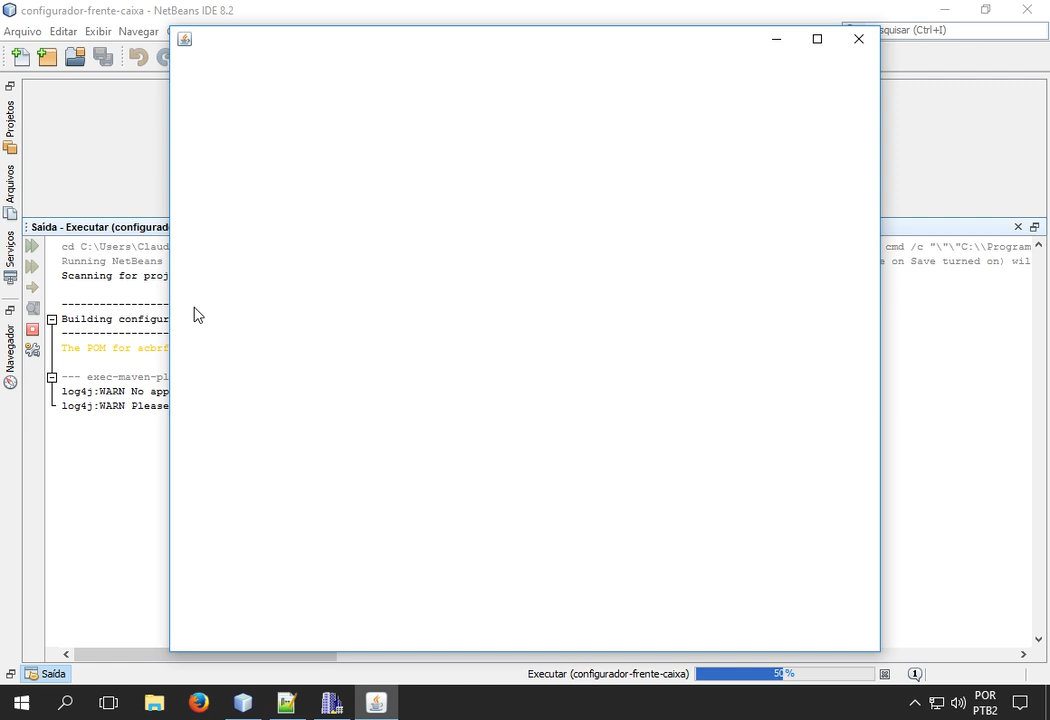 configurador-frente-caixa - NetBeans IDE 8.2
Arquivo Editar Exibir Navegar
squisar (Ctrl+I)
Projetos
Arquivos
Serviços
Navegador
Saída - Executar (configurad
cd C:\Users\Claud
cmd /c "\"\"C:\\Program
Running NetBeans
e on Save turned on) wil
Scanning for proj
------------------------
Building configur
------------------------
The POM for acbrf
--- exec-maven-pl
log4j:WARN No app
log4j:WARN Please
Executar (configurador-frente-caixa) 50%
1
Saída
POR
PTB2